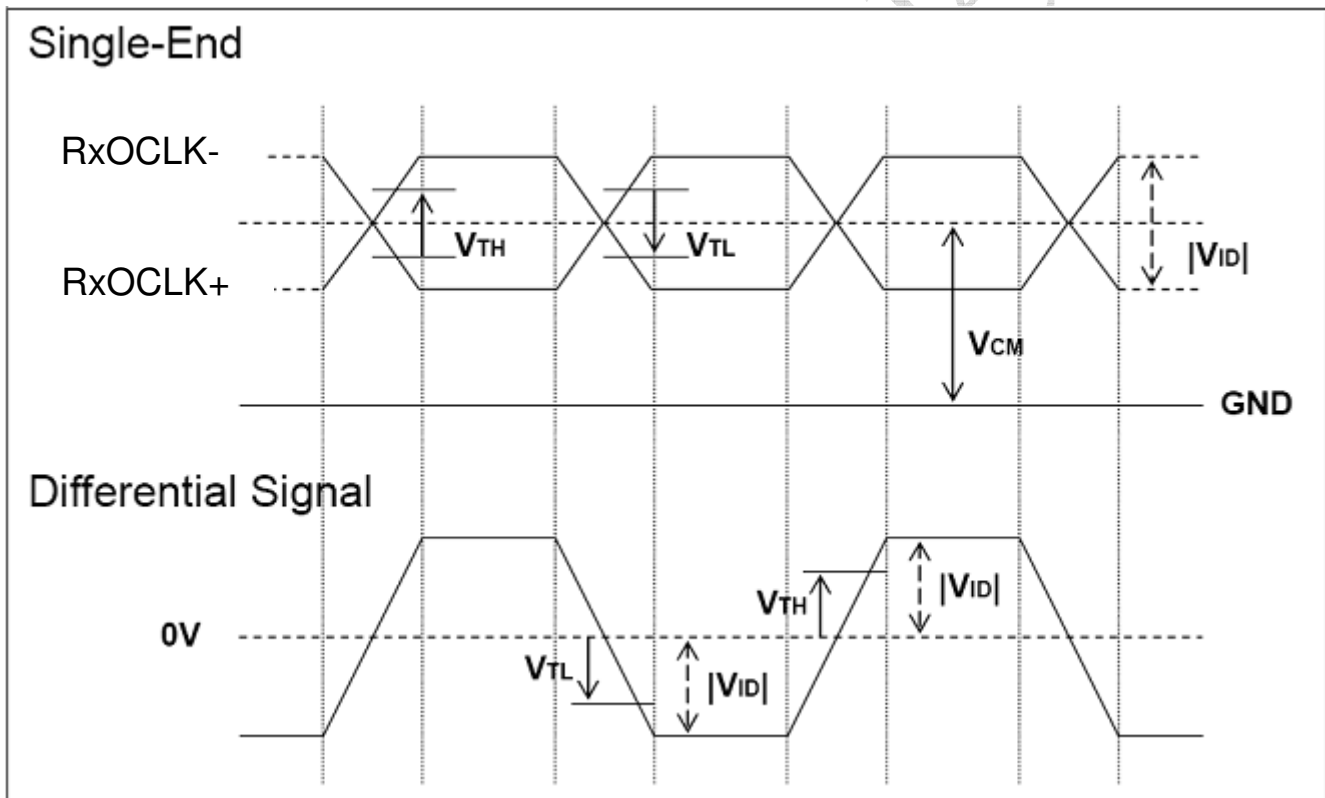 Single-End
RxOCLK-
VTH
VTL
|VID|
RxOCLK+
VCM
GND
Differential Signal
VTH
|VID|
0V
VTL
|VID|